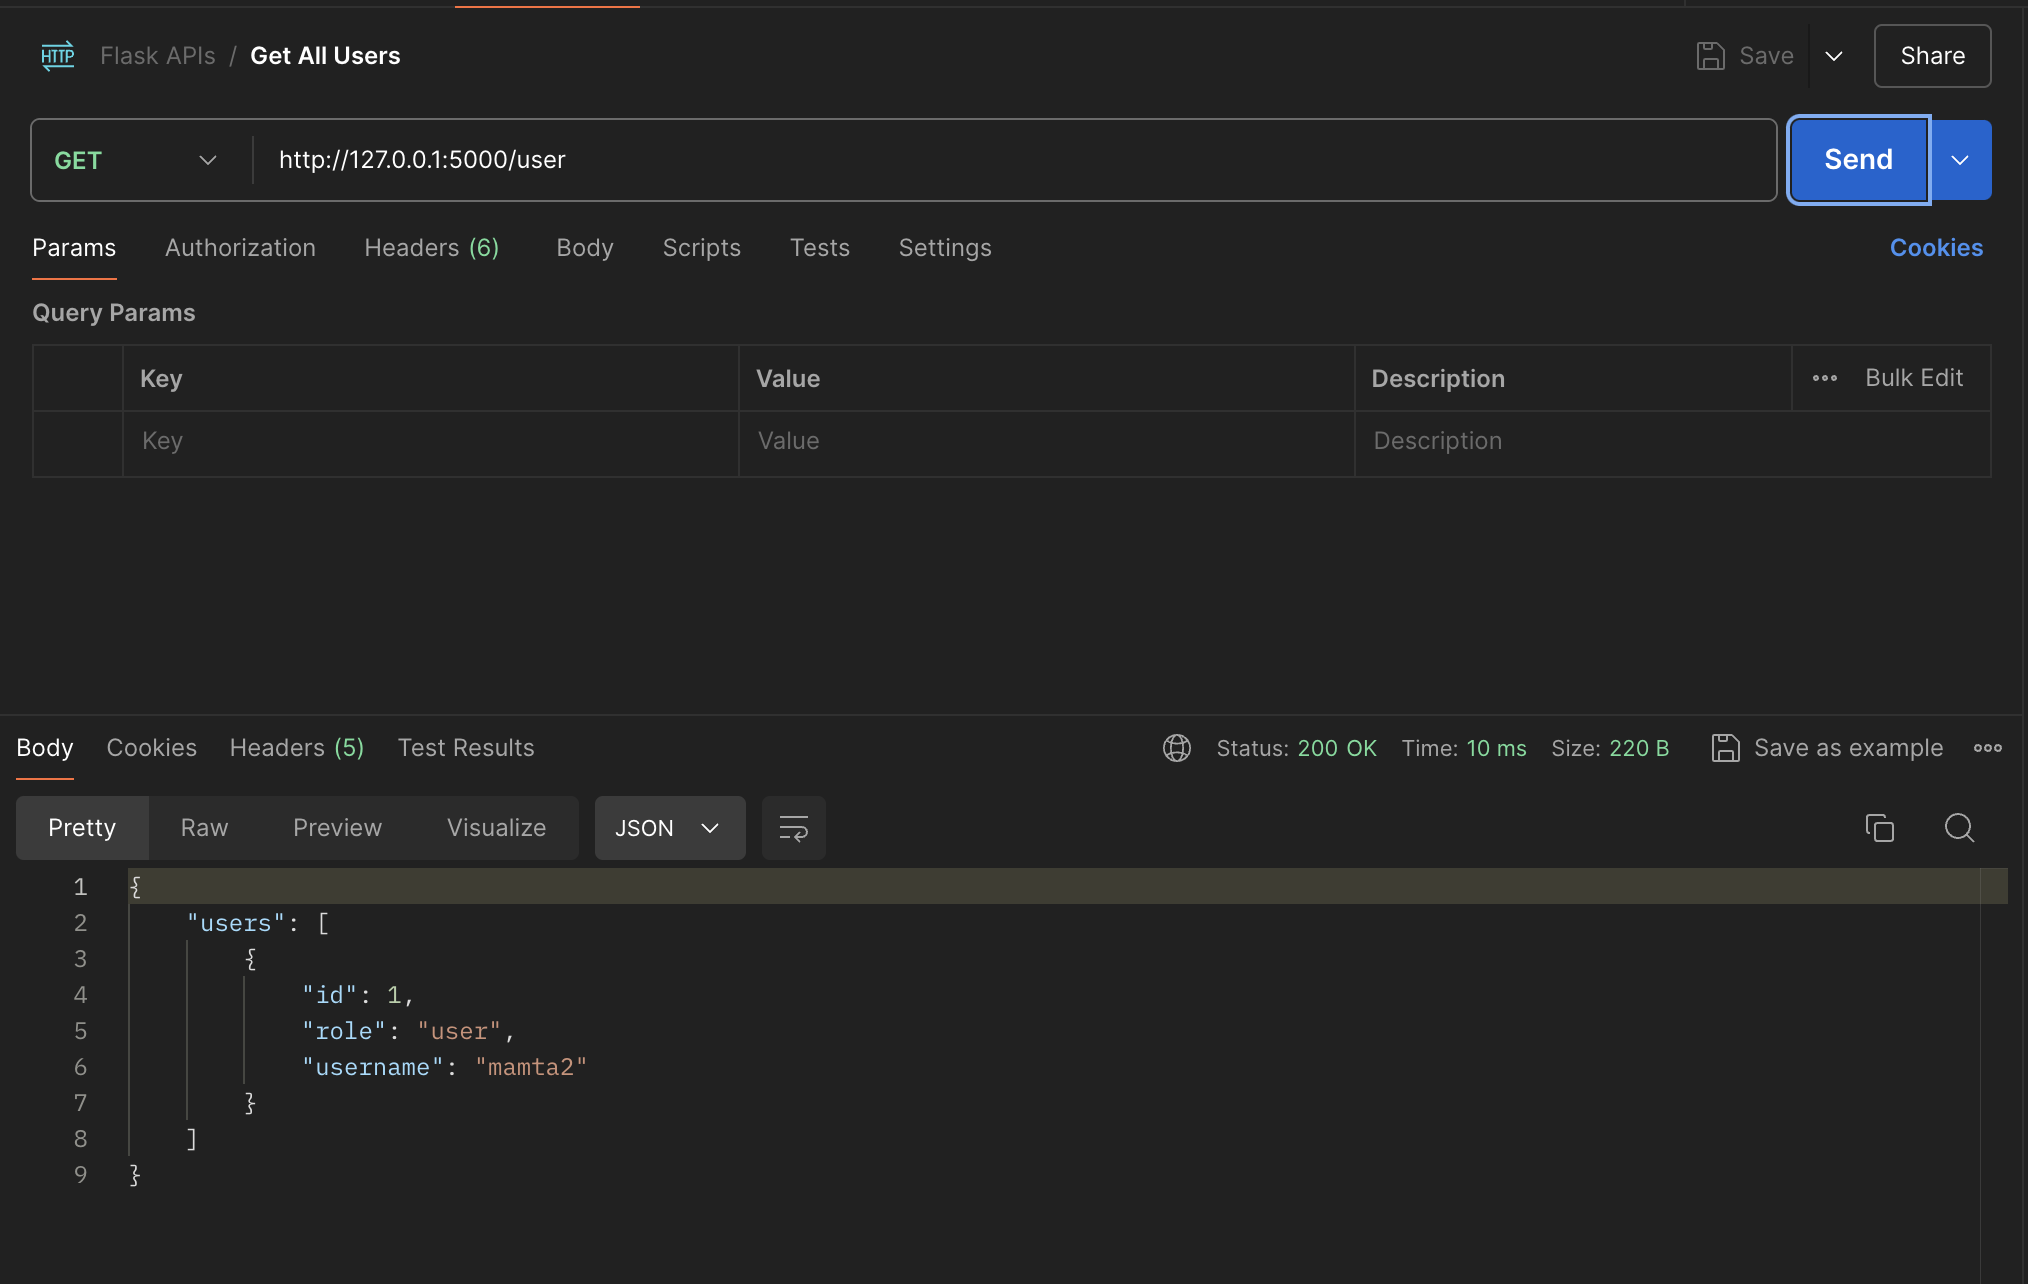 HTTP Flask APIs / Get All Users Save Share
GET http://127.0.0.1:5000/user Send
Params Authorization Headers (6) Body Scripts Tests Settings Cookies
Query Params
Key Value Description Bulk Edit
Key Value Description
Body Cookies Headers (5) Test Results Status: 200 OK Time: 10 ms Size: 220 B Save as example
Pretty Raw Preview Visualize JSON
1 {
2 "users": [
3 {
4 "id": 1,
5 "role": "user",
6 "username": "mamta2"
7 }
8 ]
9 }